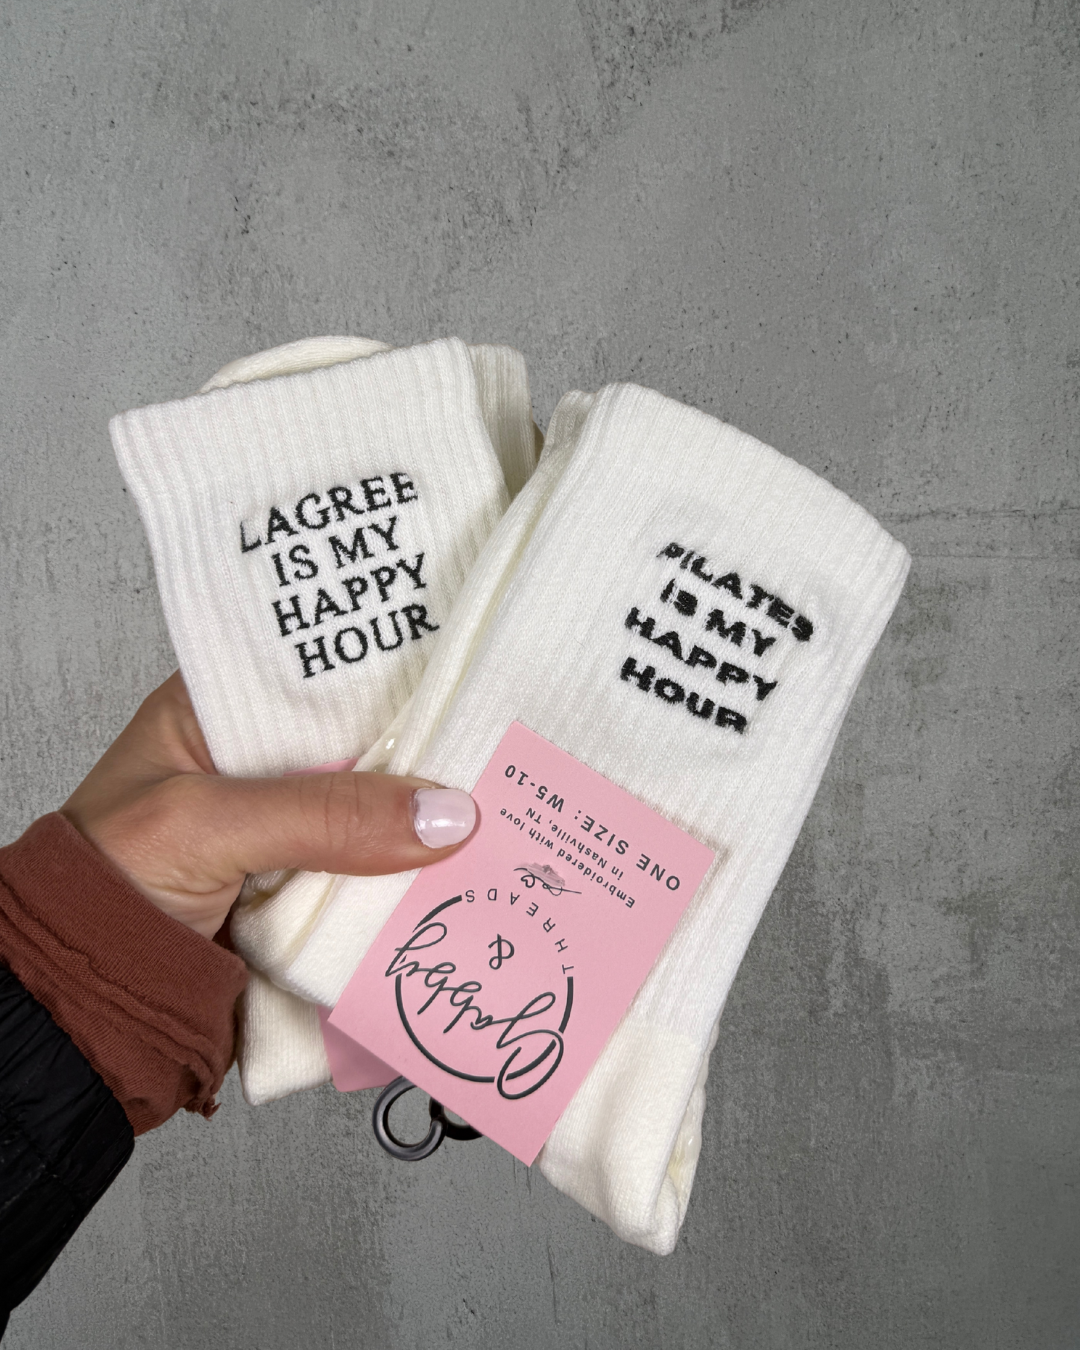 LAGREE
IS MY
HAPPY
HOUR
PILATES
IS MY
HAPPY
HOUR
Gabby
&
THREADS
Embroidered with love
in Nashville, TN
ONE SIZE: W5-10